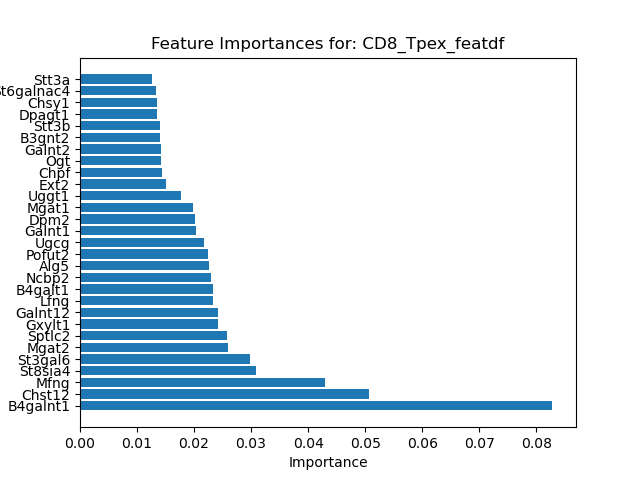 Feature Importances for: CD8_Tpex_featdf
Stt3a
St6galnac4
Chsy1
Dpagt1
Stt3b
B3gnt2
Galnt2
Ogt
Chpf
Ext2
Uggt1
Mgat1
Dpm2
Galnt1
Ugcg
Pofut2
Alg5
Ncbp2
B4galt1
Lfng
Galnt12
Gxylt1
Sptlc2
Mgat2
St3gal6
St8sia4
Mfng
Chst12
B4galnt1
0.00 0.01 0.02 0.03 0.04 0.05 0.06 0.07 0.08
Importance